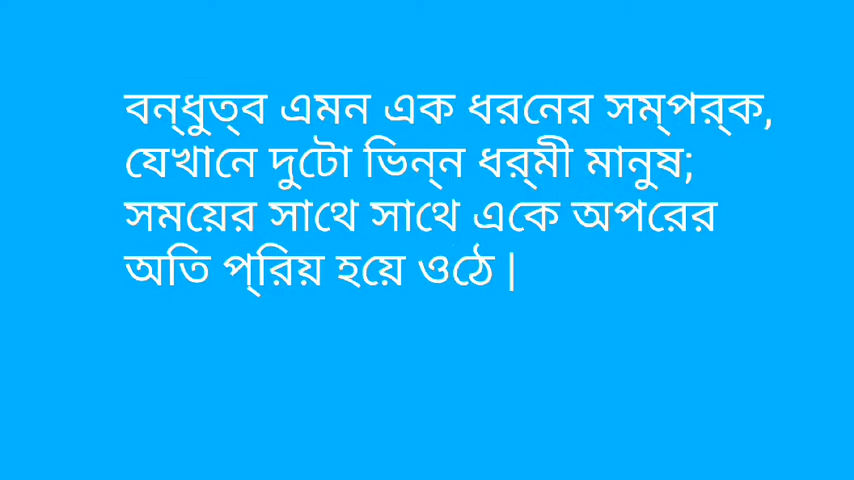 বন্ধুত্ব এমন এক ধরনের সম্পর্ক,
যেখানে দুটো ভিন্ন ধর্মী মানুষ;
সময়ের সাথে সাথে একে অপরের
অতি প্রিয় হয়ে ওঠে |